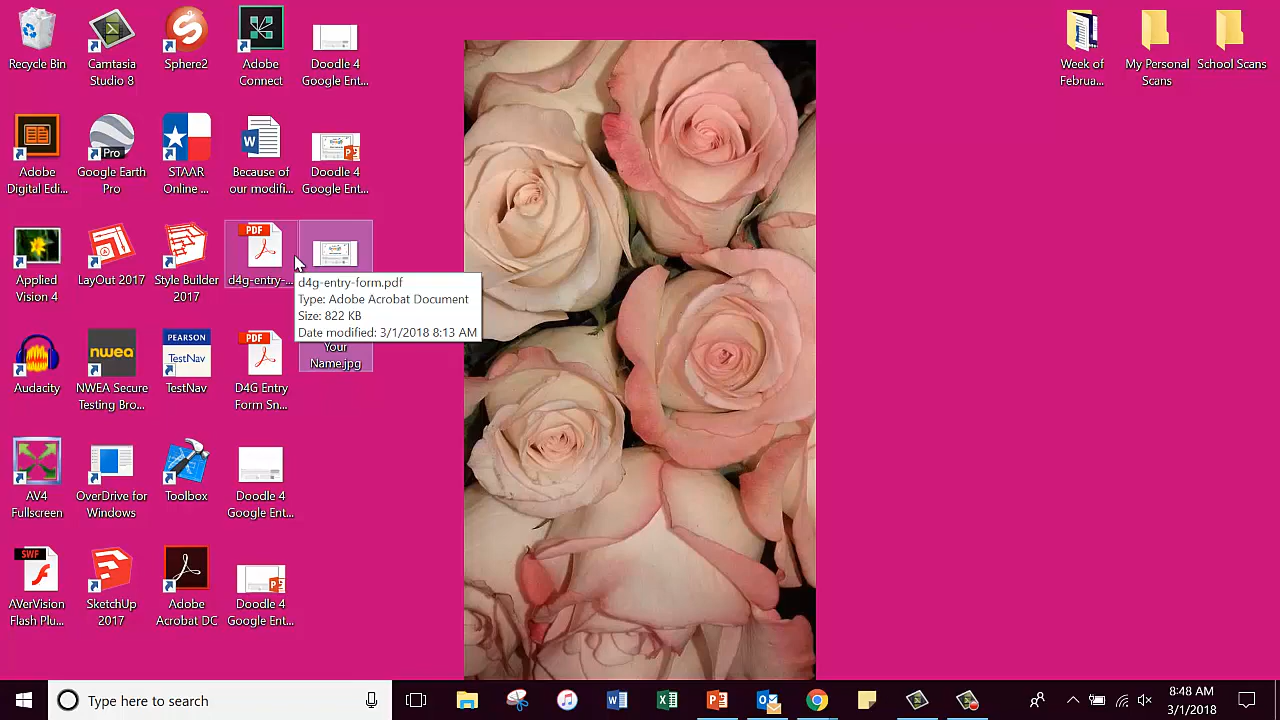 Recycle Bin
Camtasia
Studio 8
Sphere2
Adobe
Connect
Doodle 4
Google Ent...
Week of
Februa...
My Personal
Scans
School Scans
Adobe
Digital Edi...
Pro
Google Earth
Pro
STAAR
Online ...
W
Because of
our modifi...
Doodle 4
Google Ent...
Applied
Vision 4
LayOut 2017
Style Builder
2017
PDF
d4g-entry-...
d4g-entry-form.pdf
Type: Adobe Acrobat Document
Size: 822 KB
Date modified: 3/1/2018 8:13 AM
Your
Name.jpg
Audacity
nwea
NWEA Secure
Testing Bro...
PEARSON
TestNav
TestNav
PDF
D4G Entry
Form Sn...
AV4
Fullscreen
OverDrive for
Windows
Toolbox
Doodle 4
Google Ent...
SWF
AVerVision
Flash Plu...
SketchUp
2017
Adobe
Acrobat DC
Doodle 4
Google Ent...
Type here to search
8:48 AM
3/1/2018